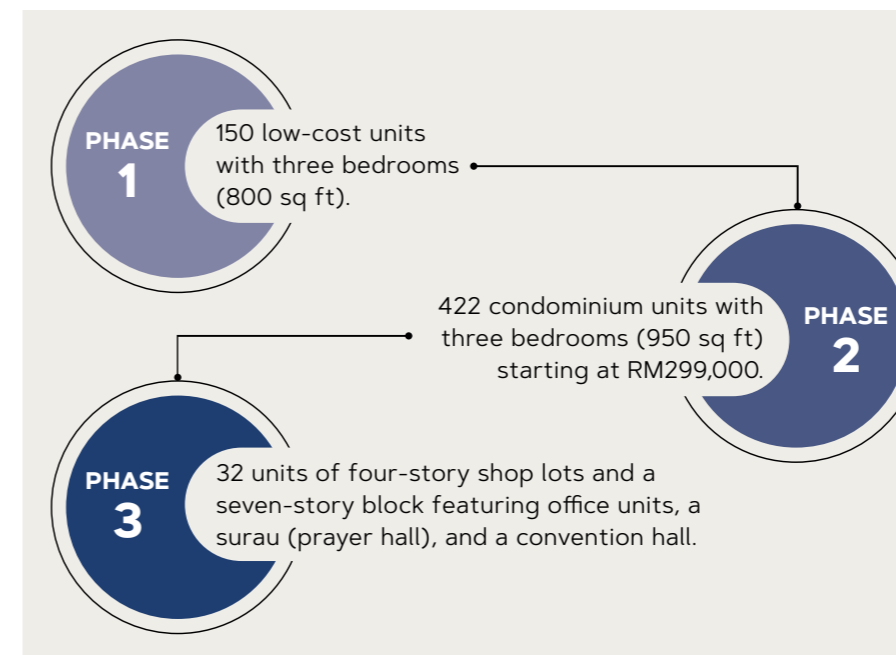 PHASE
1
150 low-cost units
with three bedrooms
(800 sq ft).
422 condominium units with
three bedrooms (950 sq ft)
starting at RM299,000.
PHASE
2
PHASE
3
32 units of four-story shop lots and a
seven-story block featuring office units, a
surau (prayer hall), and a convention hall.